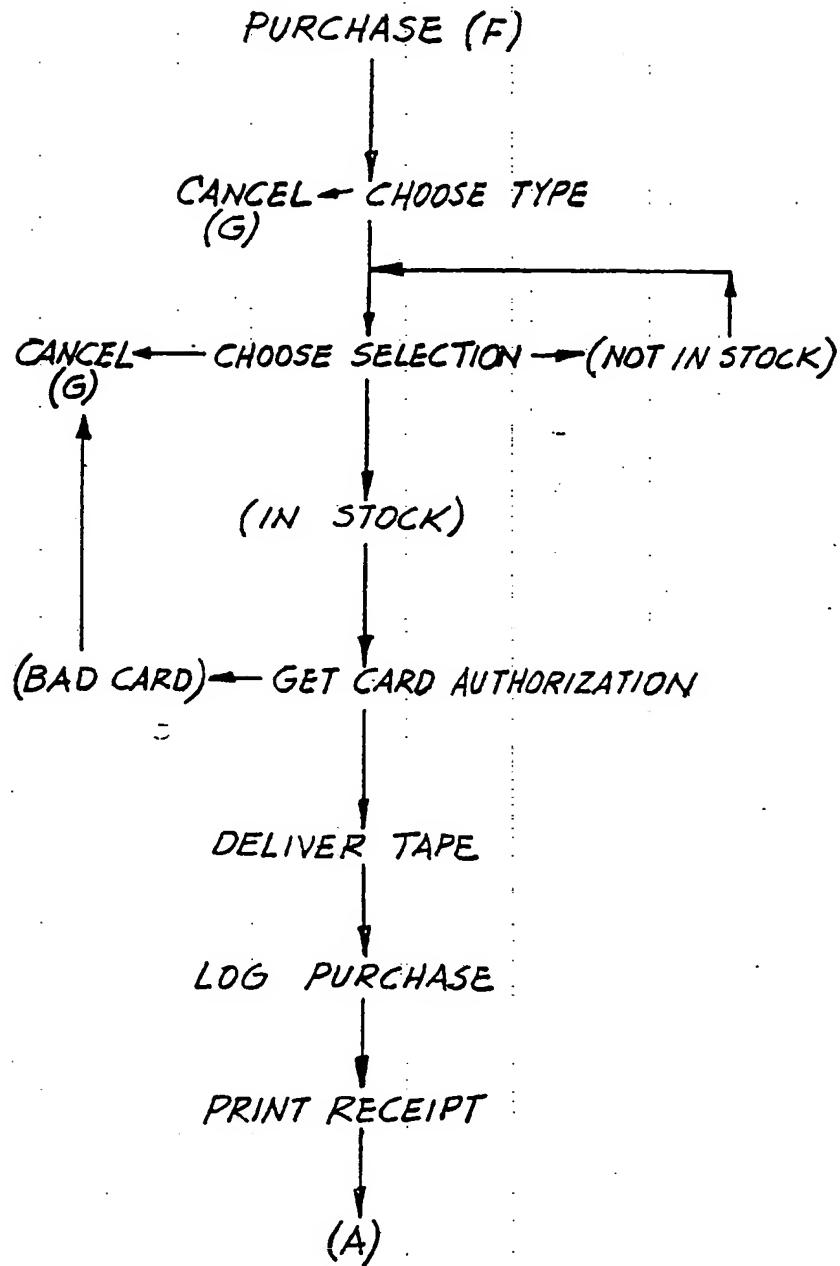 PURCHASE (F)
CANCEL CHOOSE TYPE
(G)
CANCEL CHOOSE SELECTION (NOT IN STOCK)
(G)
(IN STOCK)
(BAD CARD) GET CARD AUTHORIZATION
DELIVER TAPE
LOG PURCHASE
PRINT RECEIPT
(A)